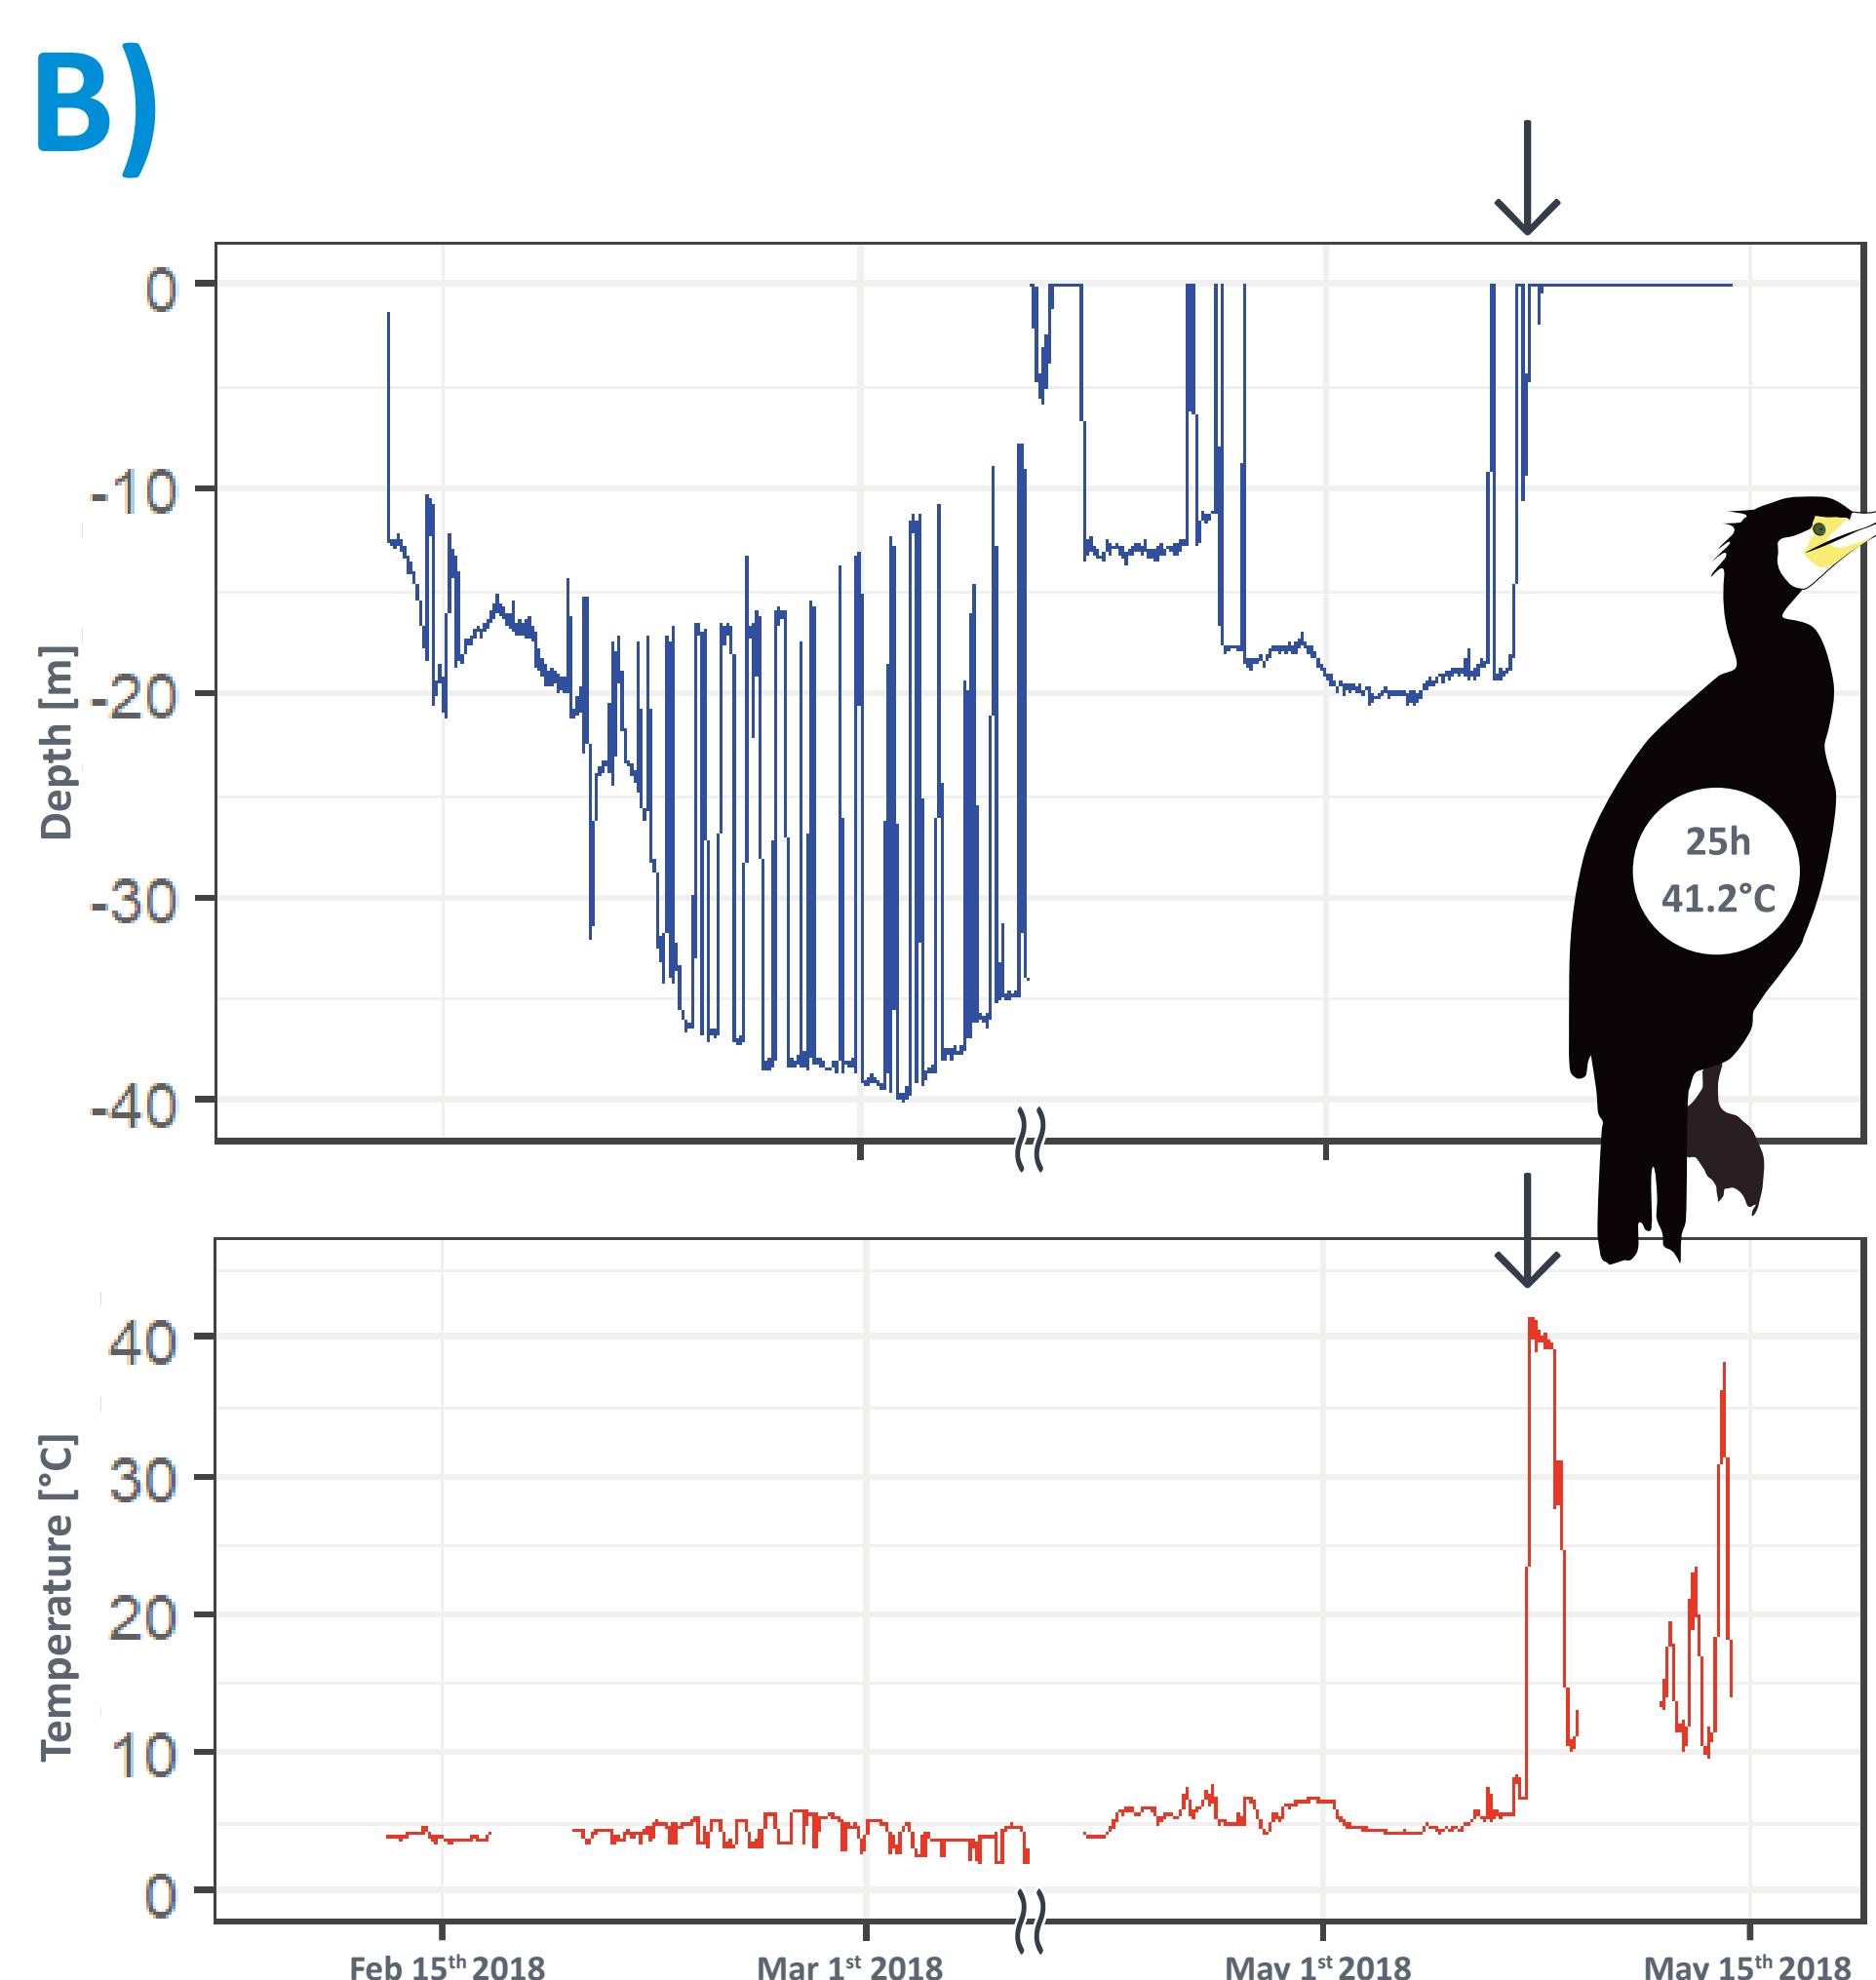 B)
Depth [m]
0
-10
-20
-30
-40
25h
41.2°C
Temperature [°C]
40
30
20
10
0
Feb 15th 2018
Mar 1st 2018
May 1st 2018
May 15th 2018